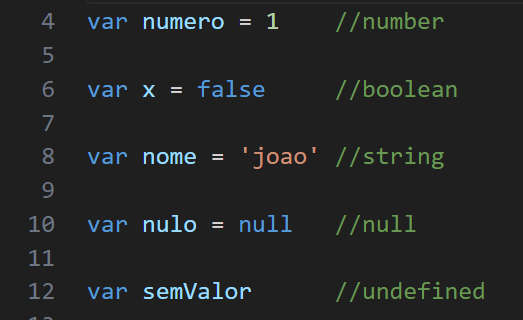 4 var numero = 1 //number
5
6 var x = false //boolean
7
8 var nome = 'joao' //string
9
10 var nulo = null //null
11
12 var semValor //undefined